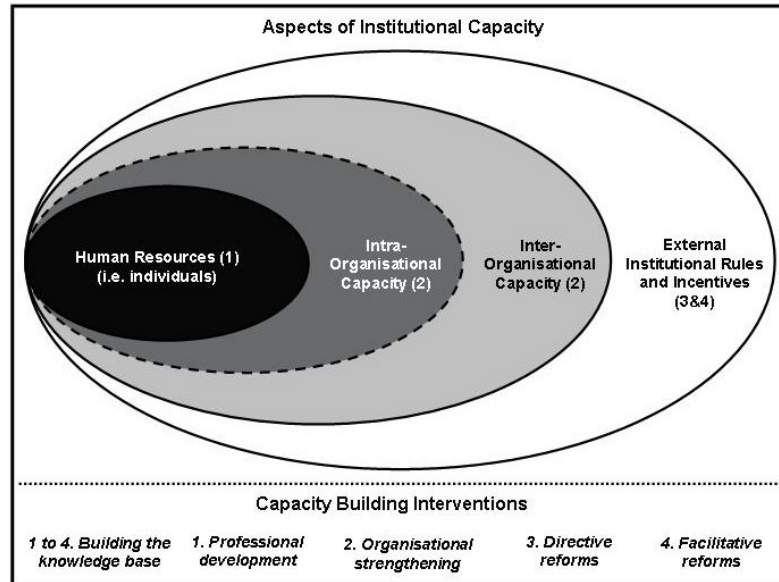 Aspects of Institutional Capacity
Human Resources (1)
(i.e. individuals)
Intra-
Organisational
Capacity (2)
Inter-
Organisational
Capacity (2)
External
Institutional Rules
and Incentives
(3&4)
Capacity Building Interventions
1 to 4. Building the
knowledge base
1. Professional
development
2. Organisational
strengthening
3. Directive
reforms
4. Facilitative
reforms